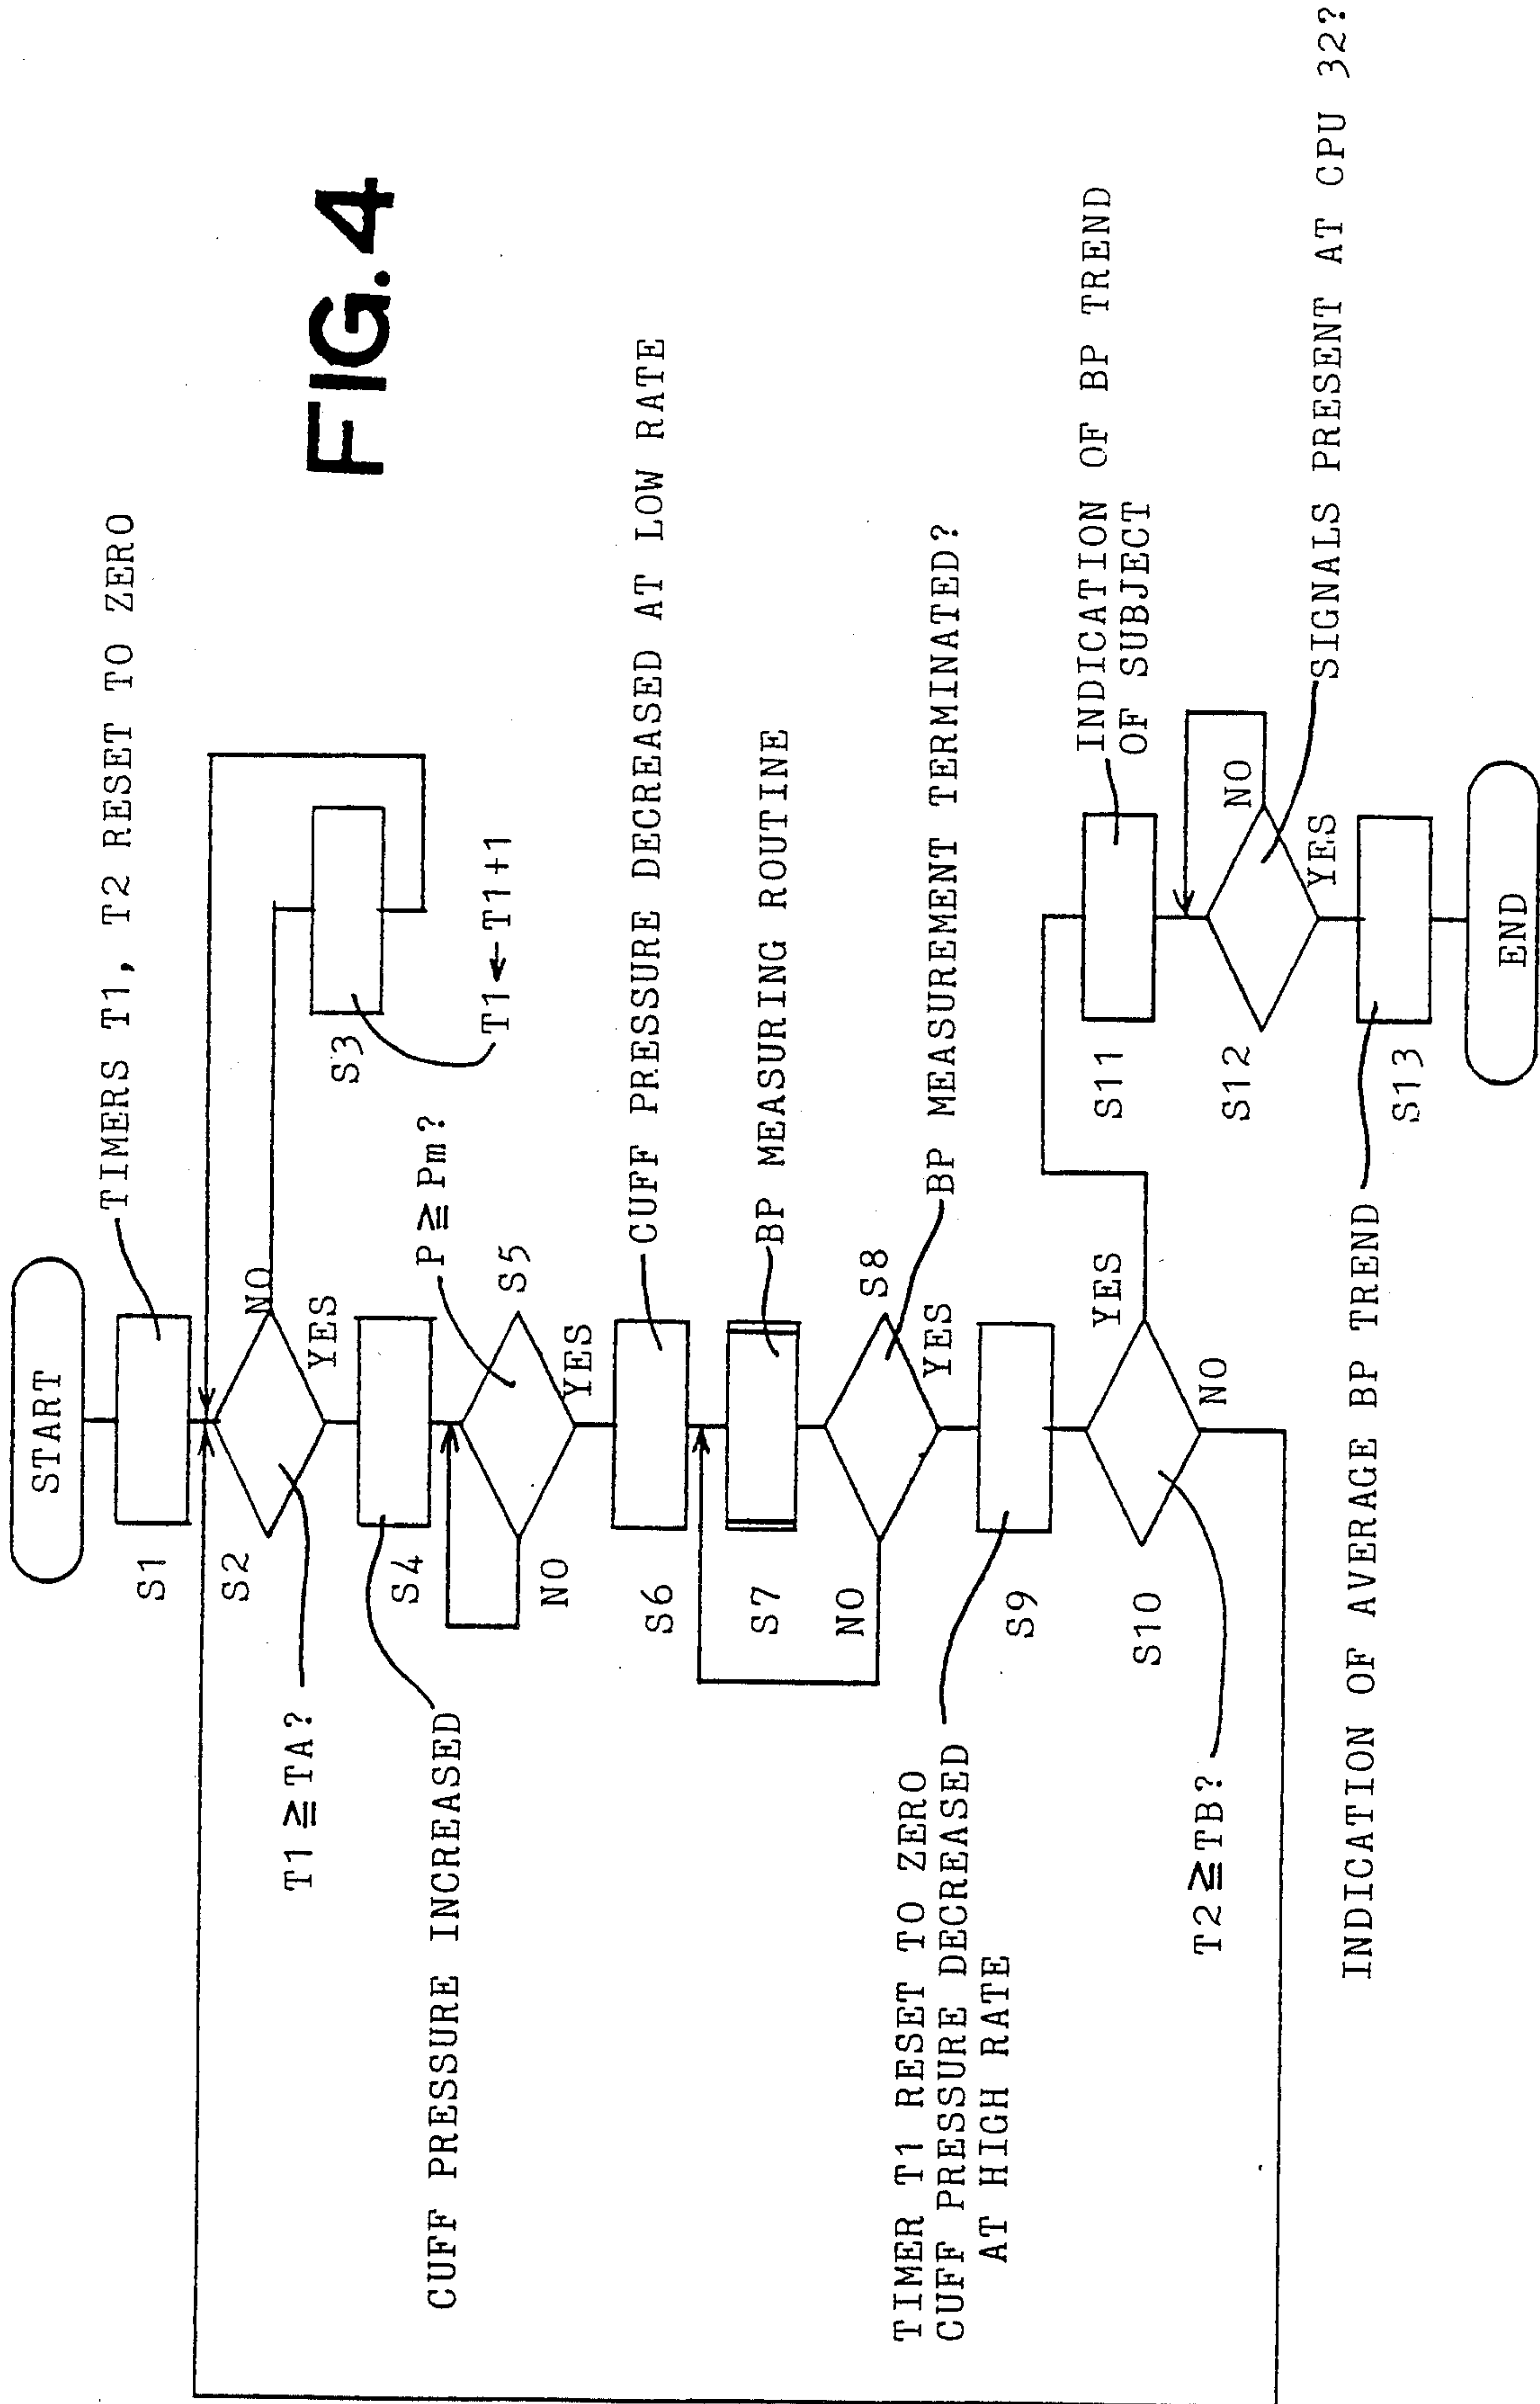 FIG.4
START
TIMERS T1, T2 RESET TO ZERO
S1
S2
T1≧TA?
NO
YES
S3
T1←T1+1
S4
CUFF PRESSURE INCREASED
P≧Pm?
S5
NO
YES
S6
CUFF PRESSURE DECREASED AT LOW RATE
S7
BP MEASURING ROUTINE
S8
BP MEASUREMENT TERMINATED?
NO
YES
S9
TIMER T1 RESET TO ZERO
CUFF PRESSURE DECREASED
AT HIGH RATE
S10
T2≧TB?
YES
NO
S11
INDICATION OF BP TREND
OF SUBJECT
S12
NO
YES
SIGNALS PRESENT AT CPU 32?
S13
INDICATION OF AVERAGE BP TREND
END